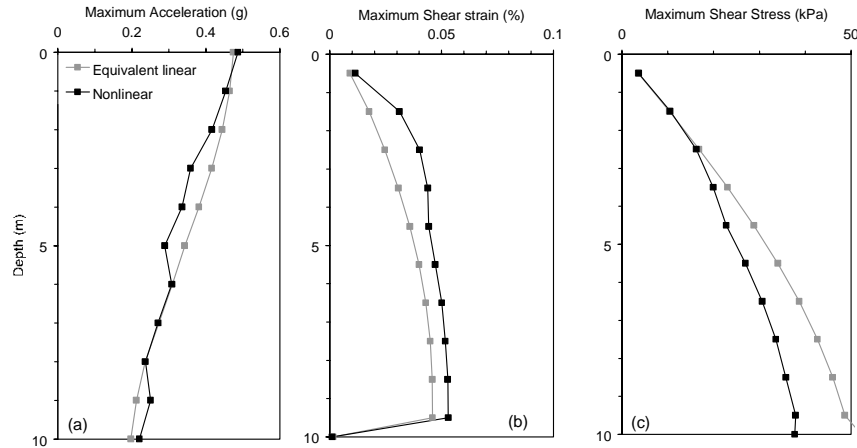 Maximum Acceleration (g)
0 0.2 0.4 0.6
0
5
10
Depth (m)
Equivalent linear
Nonlinear
(a)
Maximum Shear strain (%)
0 0.05 0.1
0
5
10
(b)
Maximum Shear Stress (kPa)
0 50
0
5
10
(c)